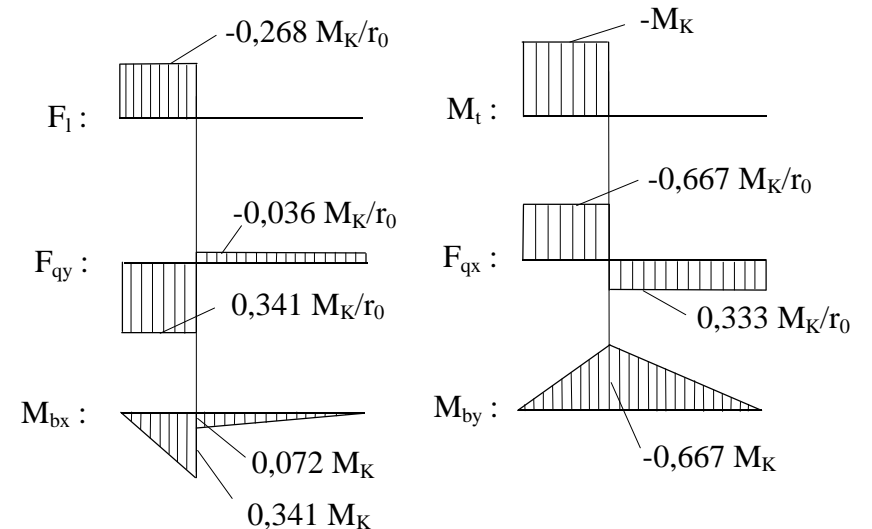 -0,268 M_K/r_0
F_l :
-0,036 M_K/r_0
F_qy :
0,341 M_K/r_0
M_bx :
0,072 M_K
0,341 M_K
-M_K
M_t :
-0,667 M_K/r_0
F_qx :
0,333 M_K/r_0
M_by :
-0,667 M_K